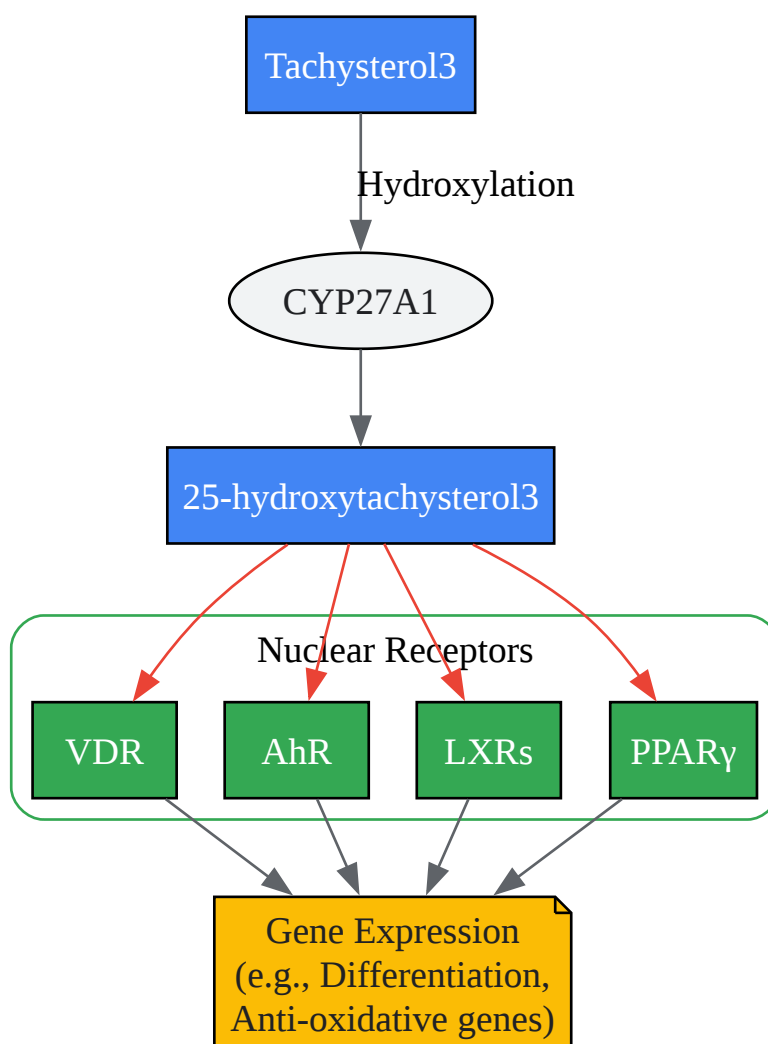 Tachysterol3
Hydroxylation
CYP27A1
25-hydroxytachysterol3
Nuclear Receptors
VDR
AhR
LXRs
PPARγ
Gene Expression
(e.g., Differentiation,
Anti-oxidative genes)